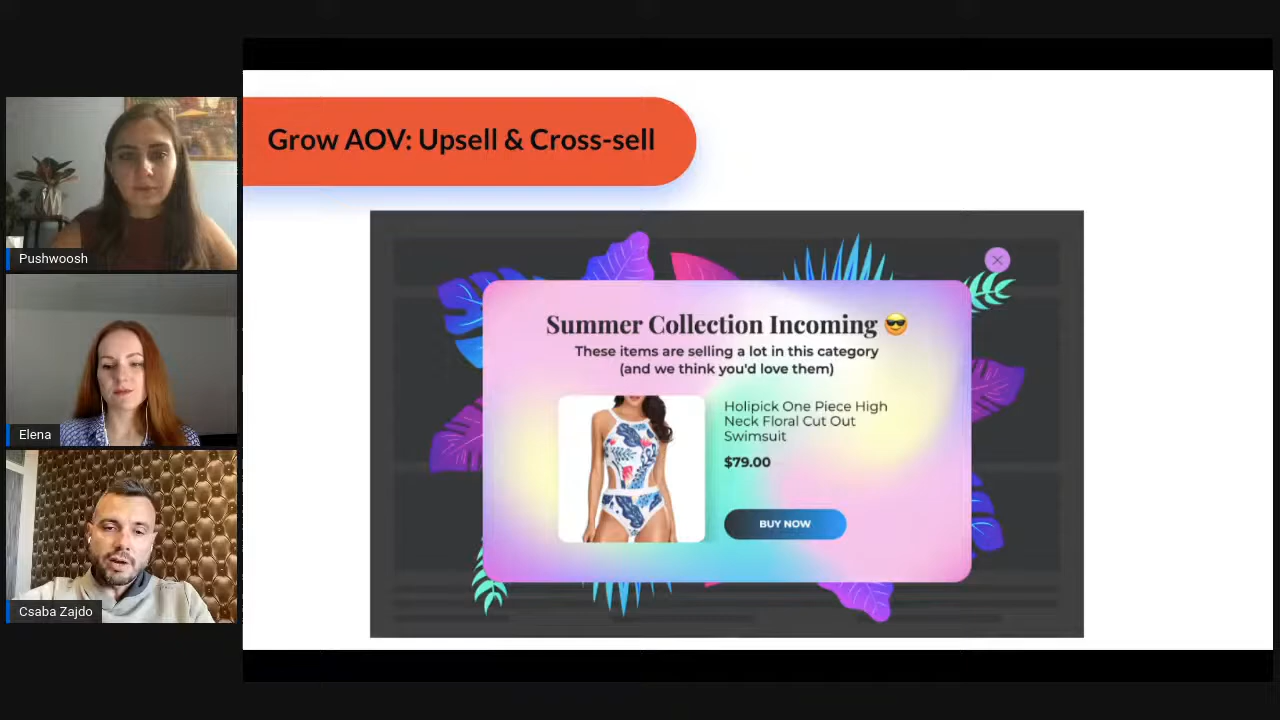 Grow AOV: Upsell & Cross-sell
Pushwoosh
Elena
Csaba Zajdo
Summer Collection Incoming 😎
These items are selling a lot in this category
(and we think you'd love them)
Holipick One Piece High
Neck Floral Cut Out
Swimsuit
$79.00
BUY NOW